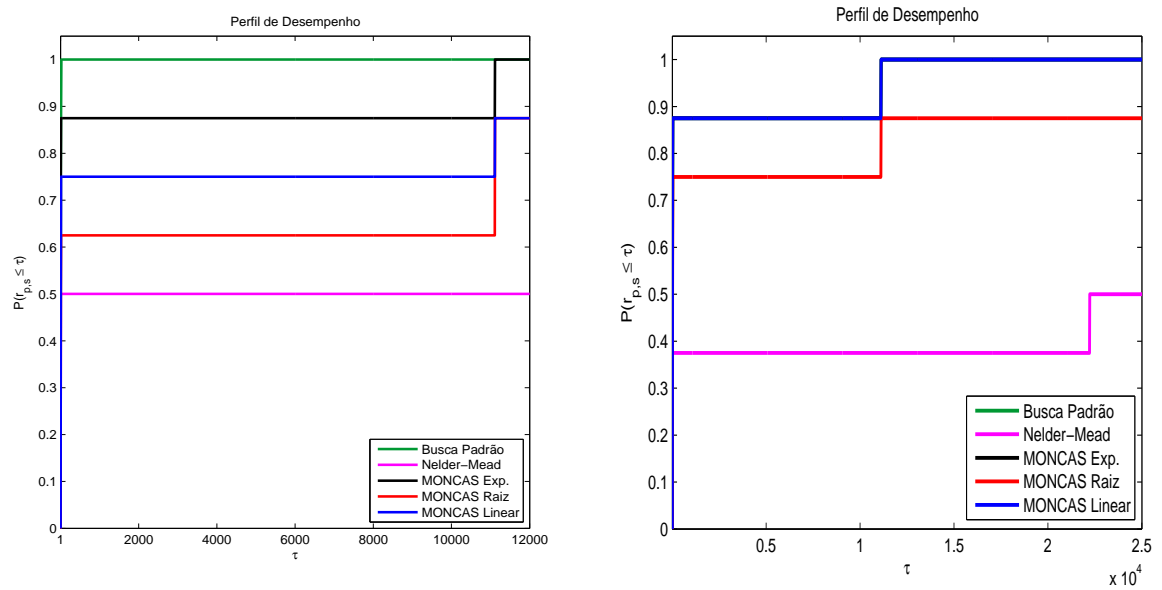 Perfil de Desempenho
1
0.9
0.8
0.7
0.6
0.5
0.4
0.3
0.2
0.1
0
P(r_{p,s} ≤ τ)
1 2000 4000 6000 8000 10000 12000
τ
Busca Padrão
Nelder−Mead
MONCAS Exp.
MONCAS Raiz
MONCAS Linear
Perfil de Desempenho
1
0.9
0.8
0.7
0.6
0.5
0.4
0.3
0.2
0.1
0
P(r_{p,s} ≤ τ)
0.5 1 1.5 2 2.5
τ
x 10^4
Busca Padrão
Nelder−Mead
MONCAS Exp.
MONCAS Raiz
MONCAS Linear